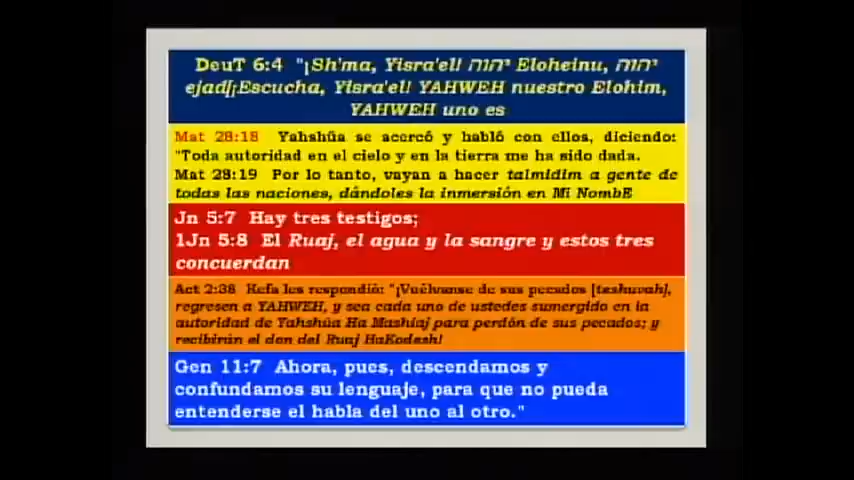 DeuT 6:4 "¡Sh'ma, Yisra'el! יהוה Eloheinu, יהוה
ejad[¡Escucha, Yisra'el! YAHWEH nuestro Elohim,
YAHWEH uno es
Mat 28:18 Yahshúa se acercó y habló con ellos, diciendo:
"Toda autoridad en el cielo y en la tierra me ha sido dada.
Mat 28:19 Por lo tanto, vayan a hacer talmidim a gente de
todas las naciones, dándoles la inmersión en Mi NombE
Jn 5:7 Hay tres testigos;
1Jn 5:8 El Ruaj, el agua y la sangre y estos tres
concuerdan
Act 2:38 Kefa les respondió: "¡Vuélvanse de sus pecados [teshuvah],
regresen a YAHWEH, y sea cada uno de ustedes sumergido en la
autoridad de Yahshúa Ha Mashíaj para perdón de sus pecados; y
recibirán el don del Ruaj HaKodesh!
Gen 11:7 Ahora, pues, descendamos y
confundamos su lenguaje, para que no pueda
entenderse el habla del uno al otro."